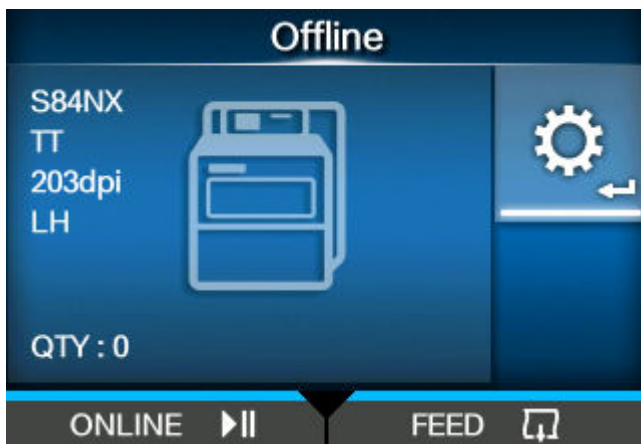 Offline
S84NX
TT
203dpi
LH
QTY : 0
ONLINE
FEED